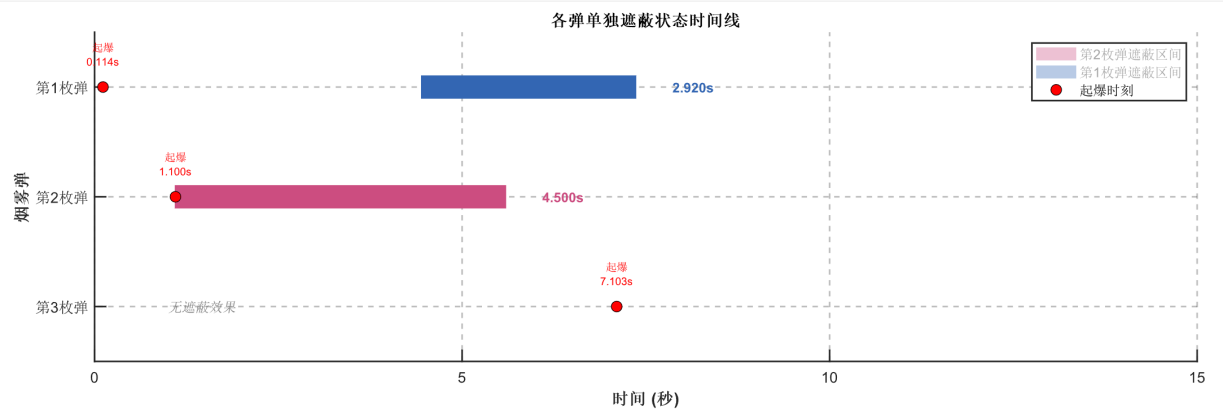 各弹单独遮蔽状态时间线
起爆
0.114s
第1枚弹
2.920s
第2枚弹遮蔽区间
第1枚弹遮蔽区间
起爆时刻
起爆
1.100s
烟雾弹
第2枚弹
4.500s
起爆
7.103s
第3枚弹
无遮蔽效果
0
5
10
15
时间 (秒)